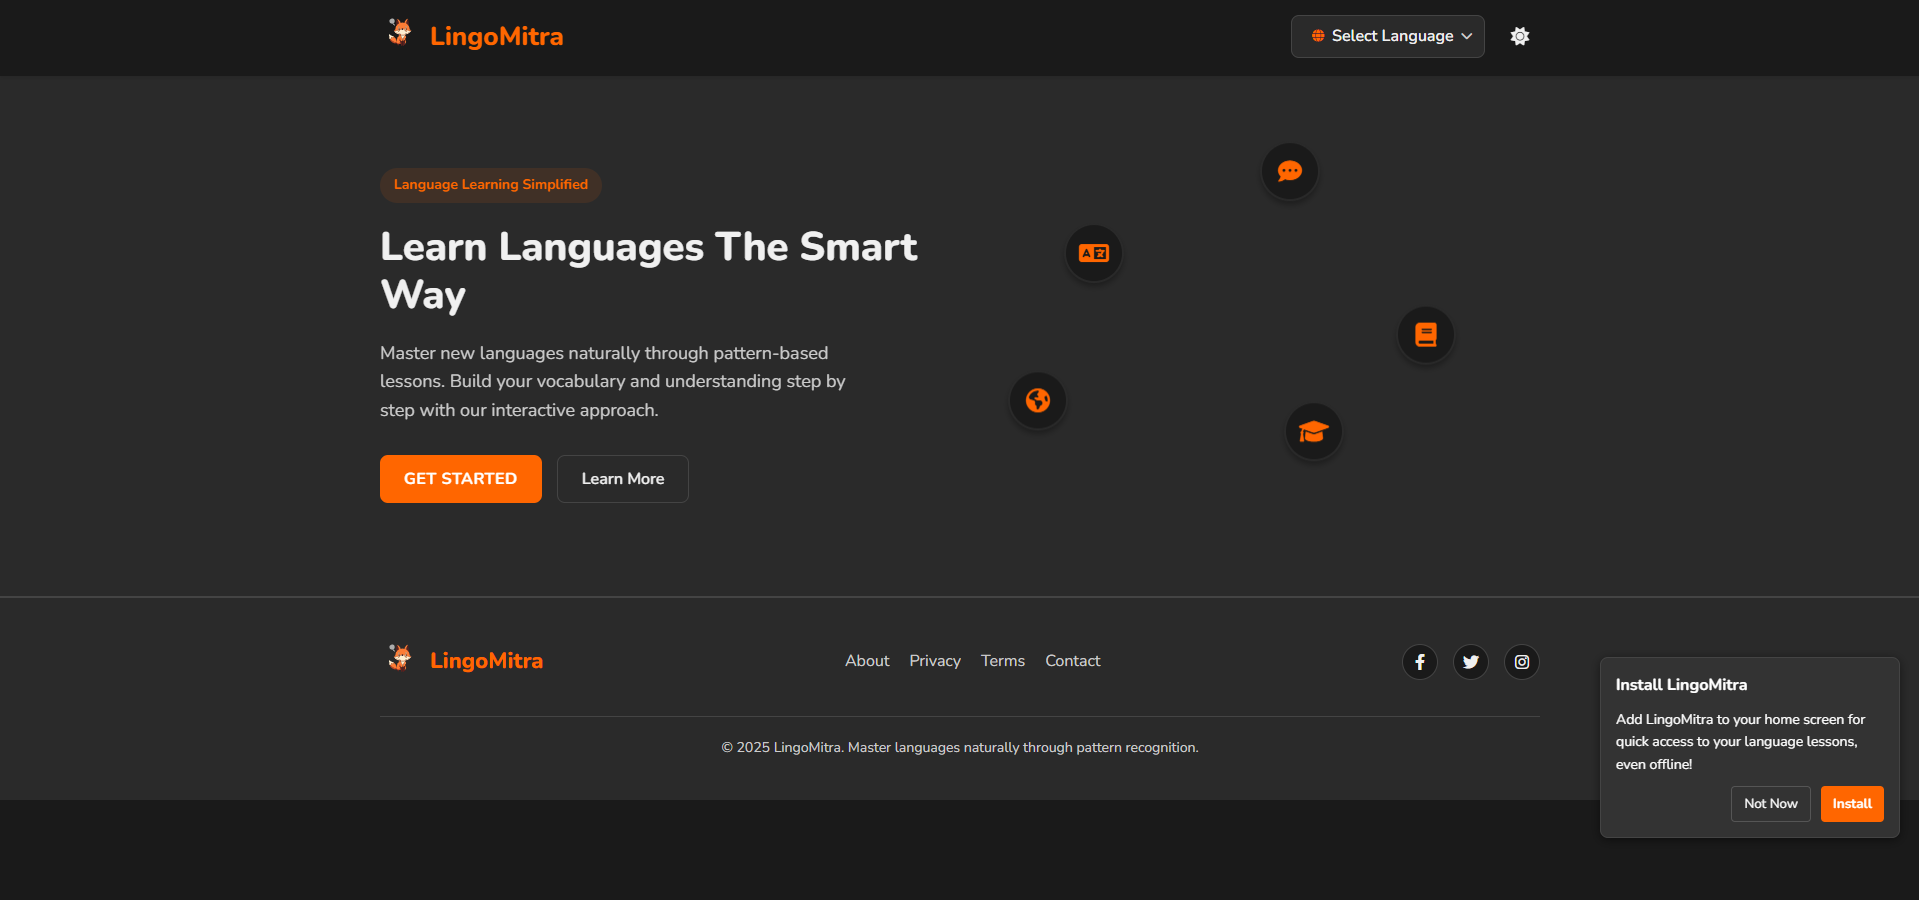 LingoMitra
Select Language
Language Learning Simplified
Learn Languages The Smart
Way
Master new languages naturally through pattern-based
lessons. Build your vocabulary and understanding step by
step with our interactive approach.
GET STARTED
Learn More
LingoMitra
About
Privacy
Terms
Contact
© 2025 LingoMitra. Master languages naturally through pattern recognition.
Install LingoMitra
Add LingoMitra to your home screen for
quick access to your language lessons,
even offline!
Not Now
Install